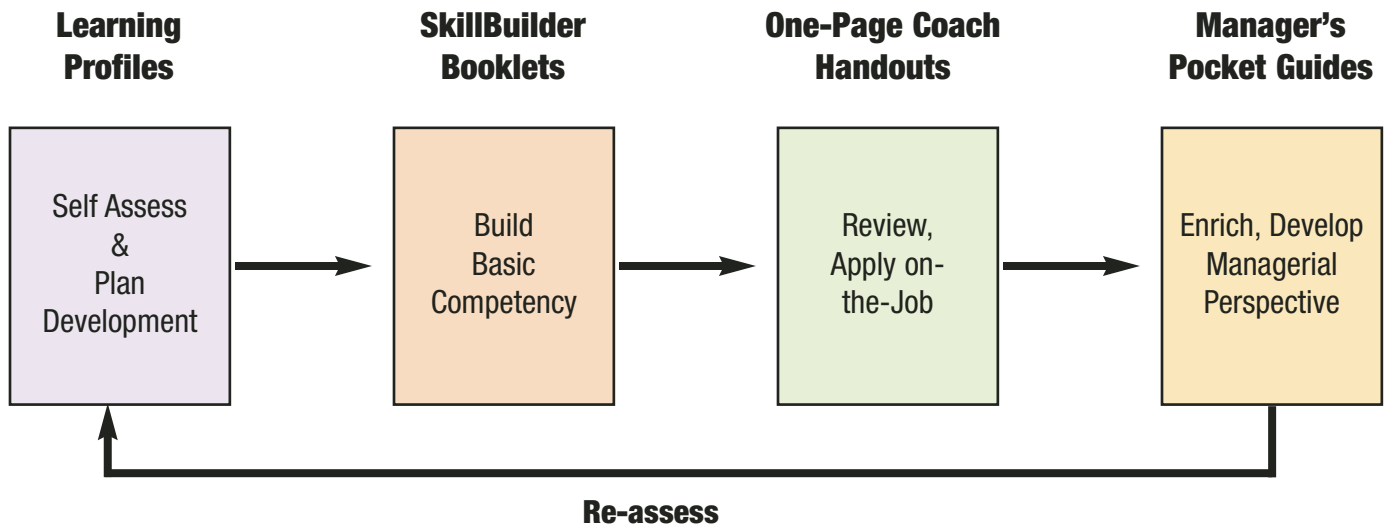 Learning
Profiles
SkillBuilder
Booklets
One-Page Coach
Handouts
Manager’s
Pocket Guides
Self Assess
&
Plan
Development
Build
Basic
Competency
Review,
Apply on-
the-Job
Enrich, Develop
Managerial
Perspective
Re-assess